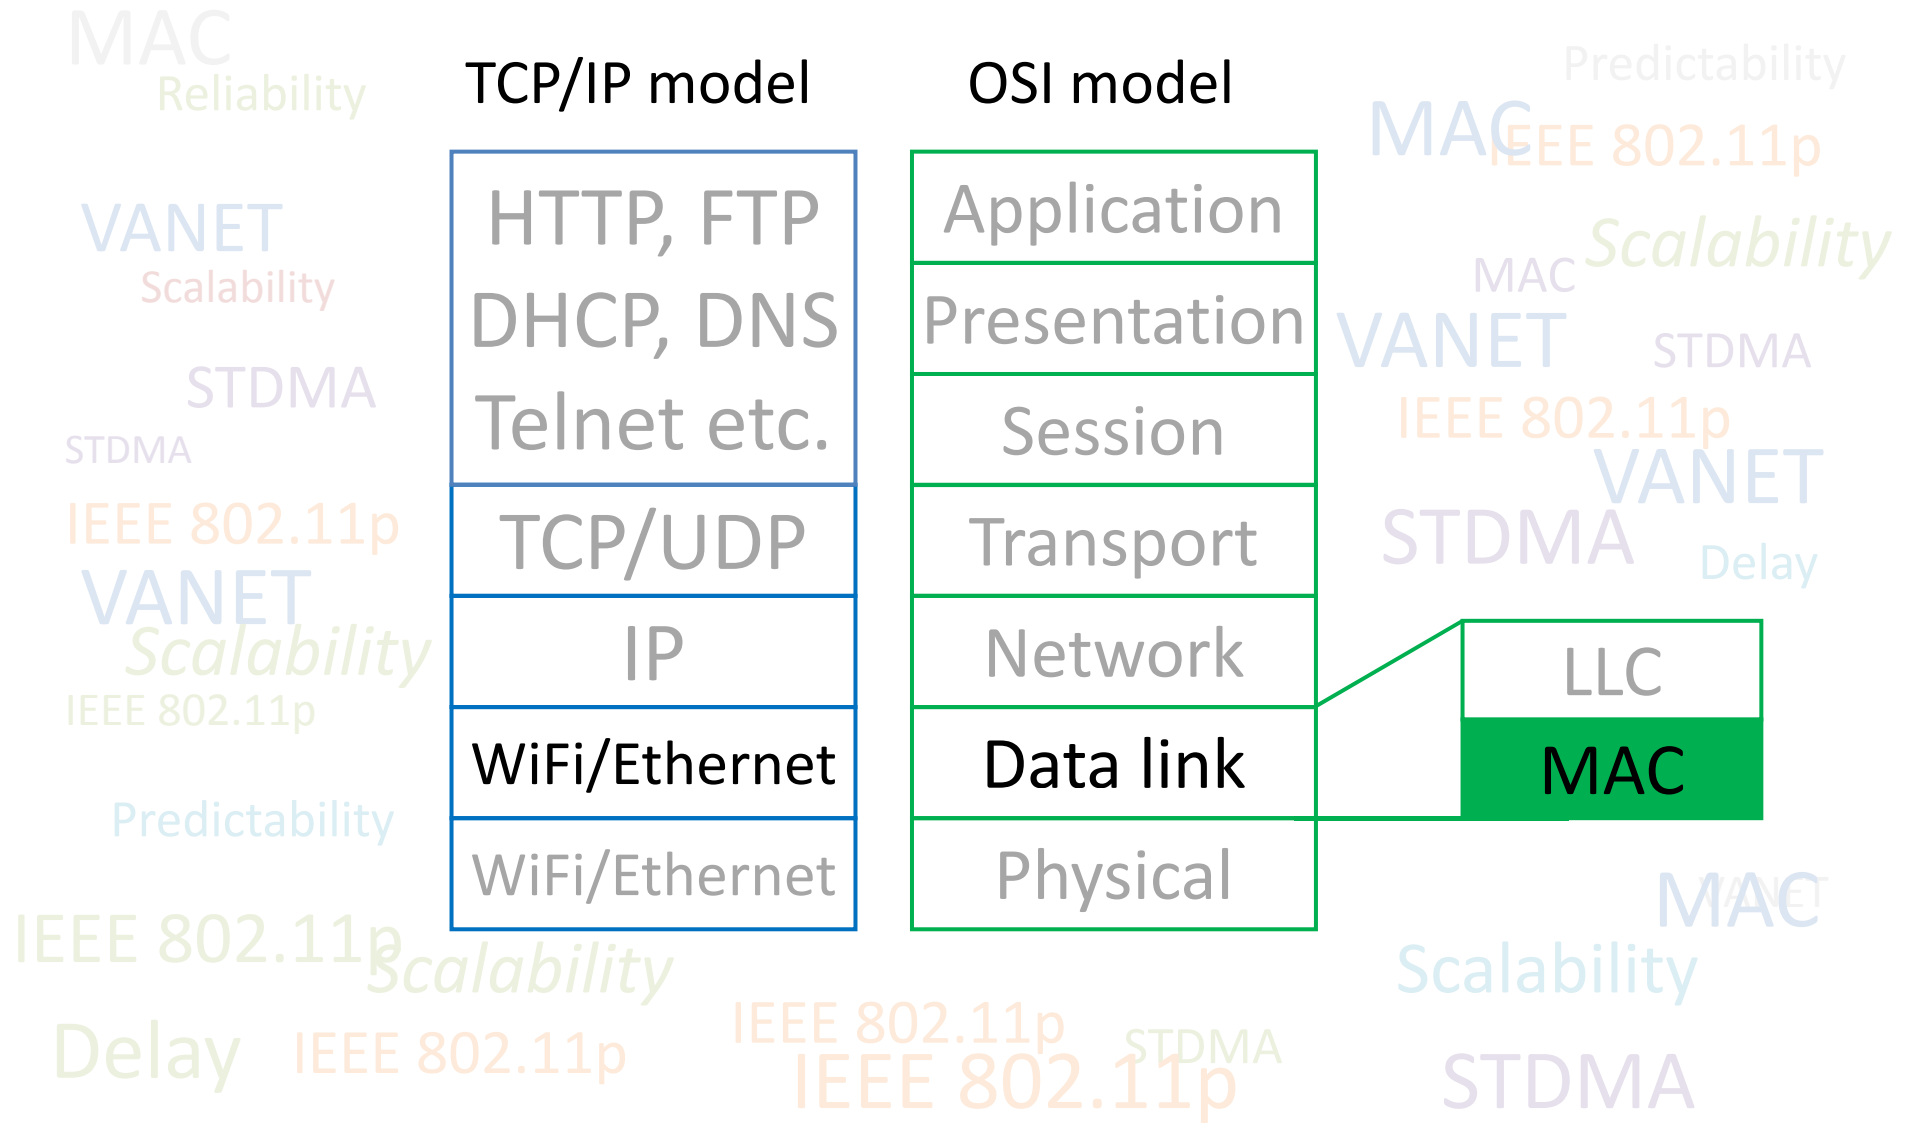 MAC
Reliability
VANET
Scalability
STDMA
STDMA
IEEE 802.11p
VANET
Scalability
IEEE 802.11p
Predictability
IEEE 802.11p
Scalability
Delay
IEEE 802.11p
TCP/IP model
HTTP, FTP
DHCP, DNS
Telnet etc.
TCP/UDP
IP
WiFi/Ethernet
WiFi/Ethernet
OSI model
Application
Presentation
Session
Transport
Network
Data link
Physical
LLC
MAC
Predictability
MAC
IEEE 802.11p
Scalability
MAC
VANET
STDMA
IEEE 802.11p
VANET
STDMA
Delay
MAC
VANET
Scalability
IEEE 802.11p
STDMA
IEEE 802.11p
STDMA